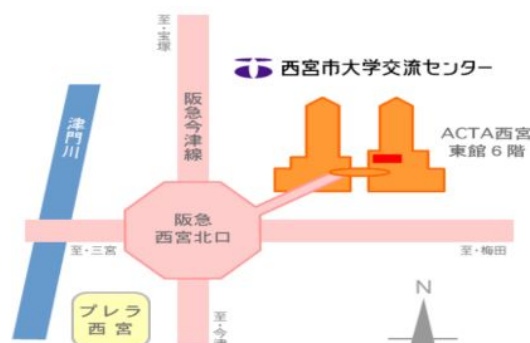 至・宝塚
西宮市大学交流センター
阪急今津線
津門川
ACTA西宮
東館6階
阪急
西宮北口
至・三宮
至・梅田
プレラ
西宮
至・今津
N